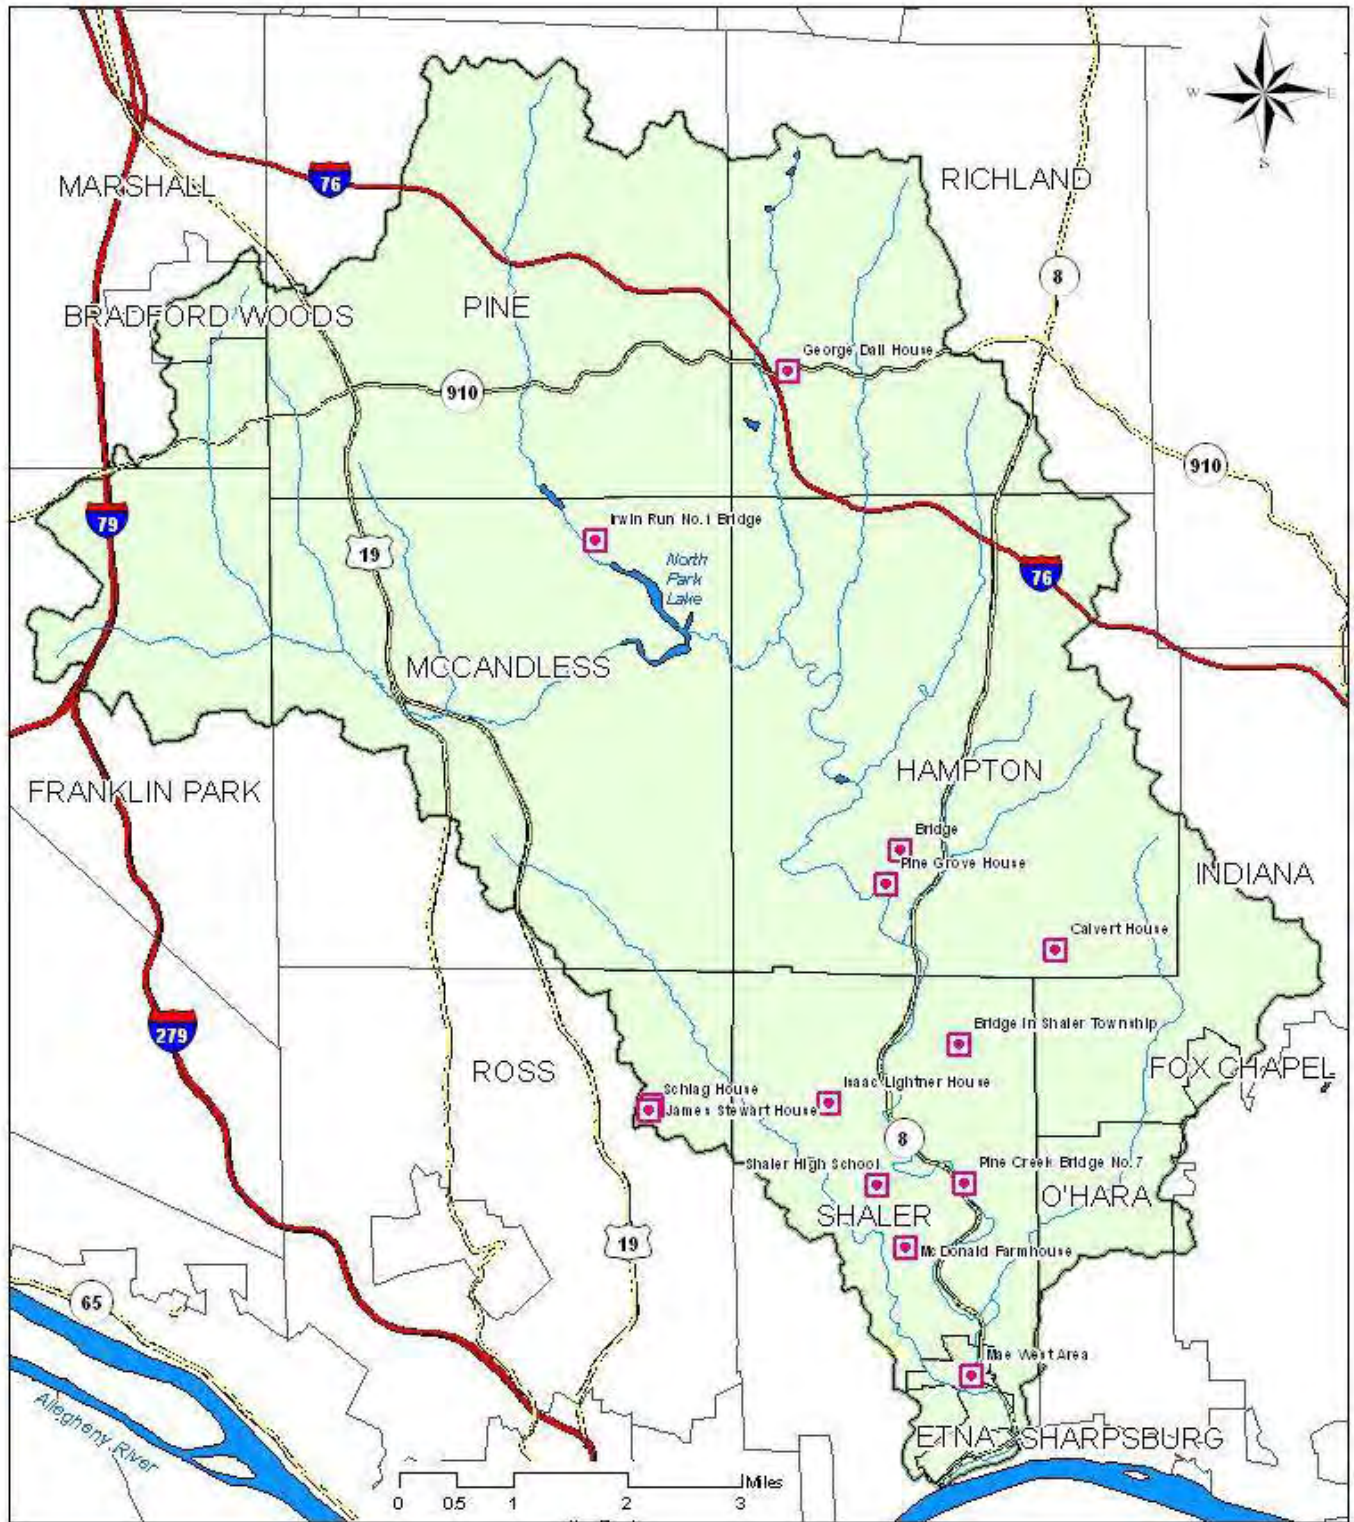 N
W
E
S
RICHLAND
MARSHALL
76
8
BRADFORD WOODS
PINE
George Dall House
910
910
79
Irwin Run No.1 Bridge
19
North
Park
Lake
76
MCCANDLESS
FRANKLIN PARK
HAMPTON
Bridge
Pine Grove House
INDIANA
Calvert House
279
Bridge in Shaler Township
ROSS
FOX CHAPEL
Schlag House
Isaac Lightner House
James Stewart House
8
Shaler High School
Pine Creek Bridge No.7
O'HARA
SHALER
19
McDonald Farmhouse
65
Mae West Area
Allegheny River
ETNA
SHARPSBURG
Miles
0 0.5 1 2 3